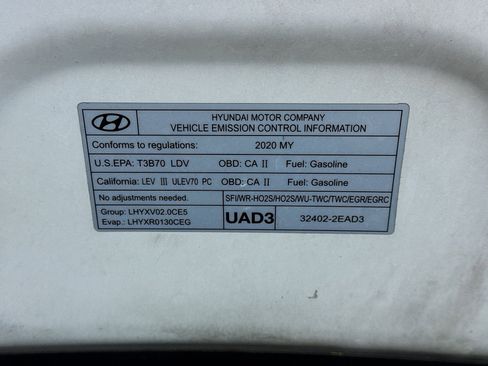 HYUNDAI MOTOR COMPANY
VEHICLE EMISSION CONTROL INFORMATION
Conforms to regulations: 2020 MY
U.S.EPA: T3B70 LDV OBD: CA II Fuel: Gasoline
California: LEV III ULEV70 PC OBD: CA II Fuel: Gasoline
No adjustments needed. SFI/WR-HO2S/HO2S/WU-TWC/TWC/EGR/EGRC
Group: LHYXV02.0CE5
Evap.: LHYXR0130CEG
UAD3 32402-2EAD3